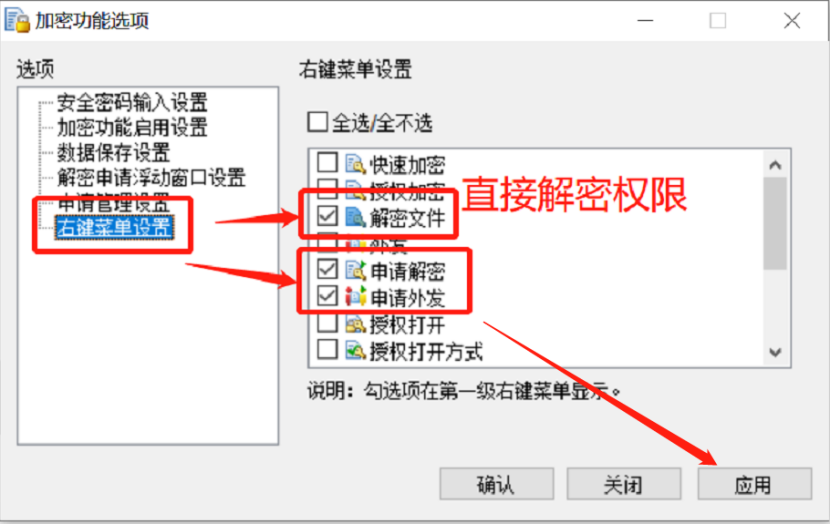 加密功能选项
选项
安全密码输入设置
加密功能启用设置
数据保存设置
解密申请浮动窗口设置
申请管理设置
右键菜单设置
右键菜单设置
全选/全不选
快速加密
授权加密
解密文件
直接解密权限
外发
申请解密
申请外发
授权打开
授权打开方式
说明：勾选项在第一级右键菜单显示。
确认
关闭
应用